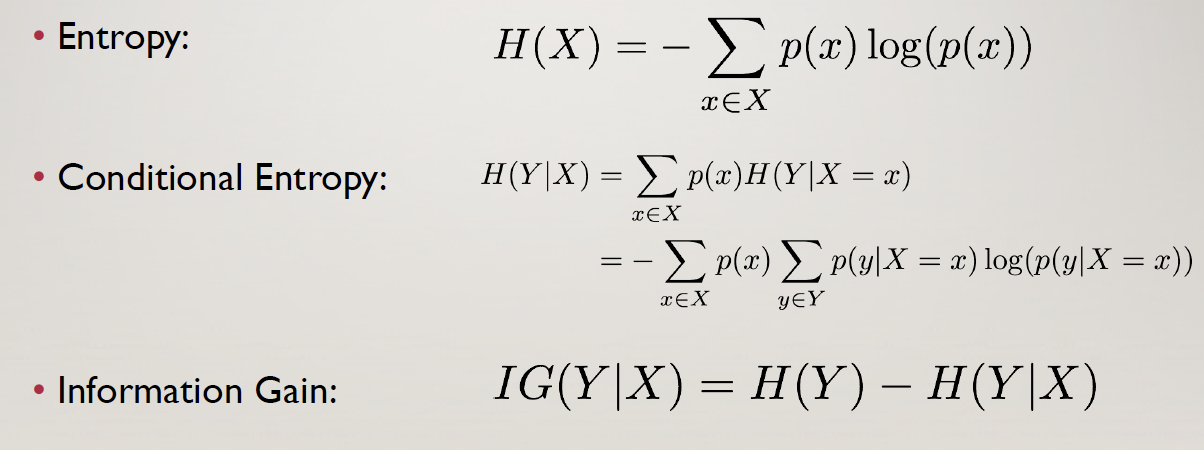 • Entropy: H(X) = − ∑ p(x) log(p(x))
x∈X
• Conditional Entropy: H(Y|X) = ∑ p(x)H(Y|X = x)
x∈X
= − ∑ p(x) ∑ p(y|X = x) log(p(y|X = x))
x∈X y∈Y
• Information Gain: IG(Y|X) = H(Y) − H(Y|X)